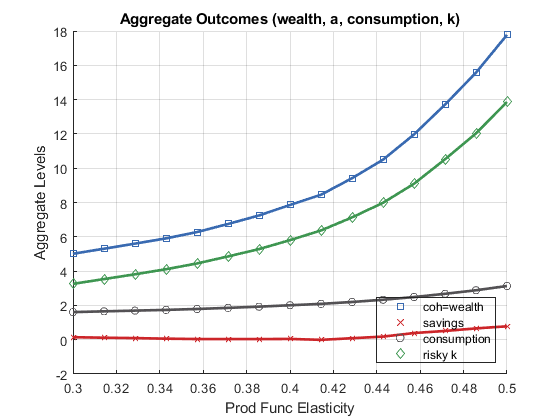 Aggregate Outcomes (wealth, a, consumption, k)
18
16
14
12
10
8
6
4
2
0
-2
Aggregate Levels
0.3 0.32 0.34 0.36 0.38 0.4 0.42 0.44 0.46 0.48 0.5
Prod Func Elasticity
coh=wealth
savings
consumption
risky k